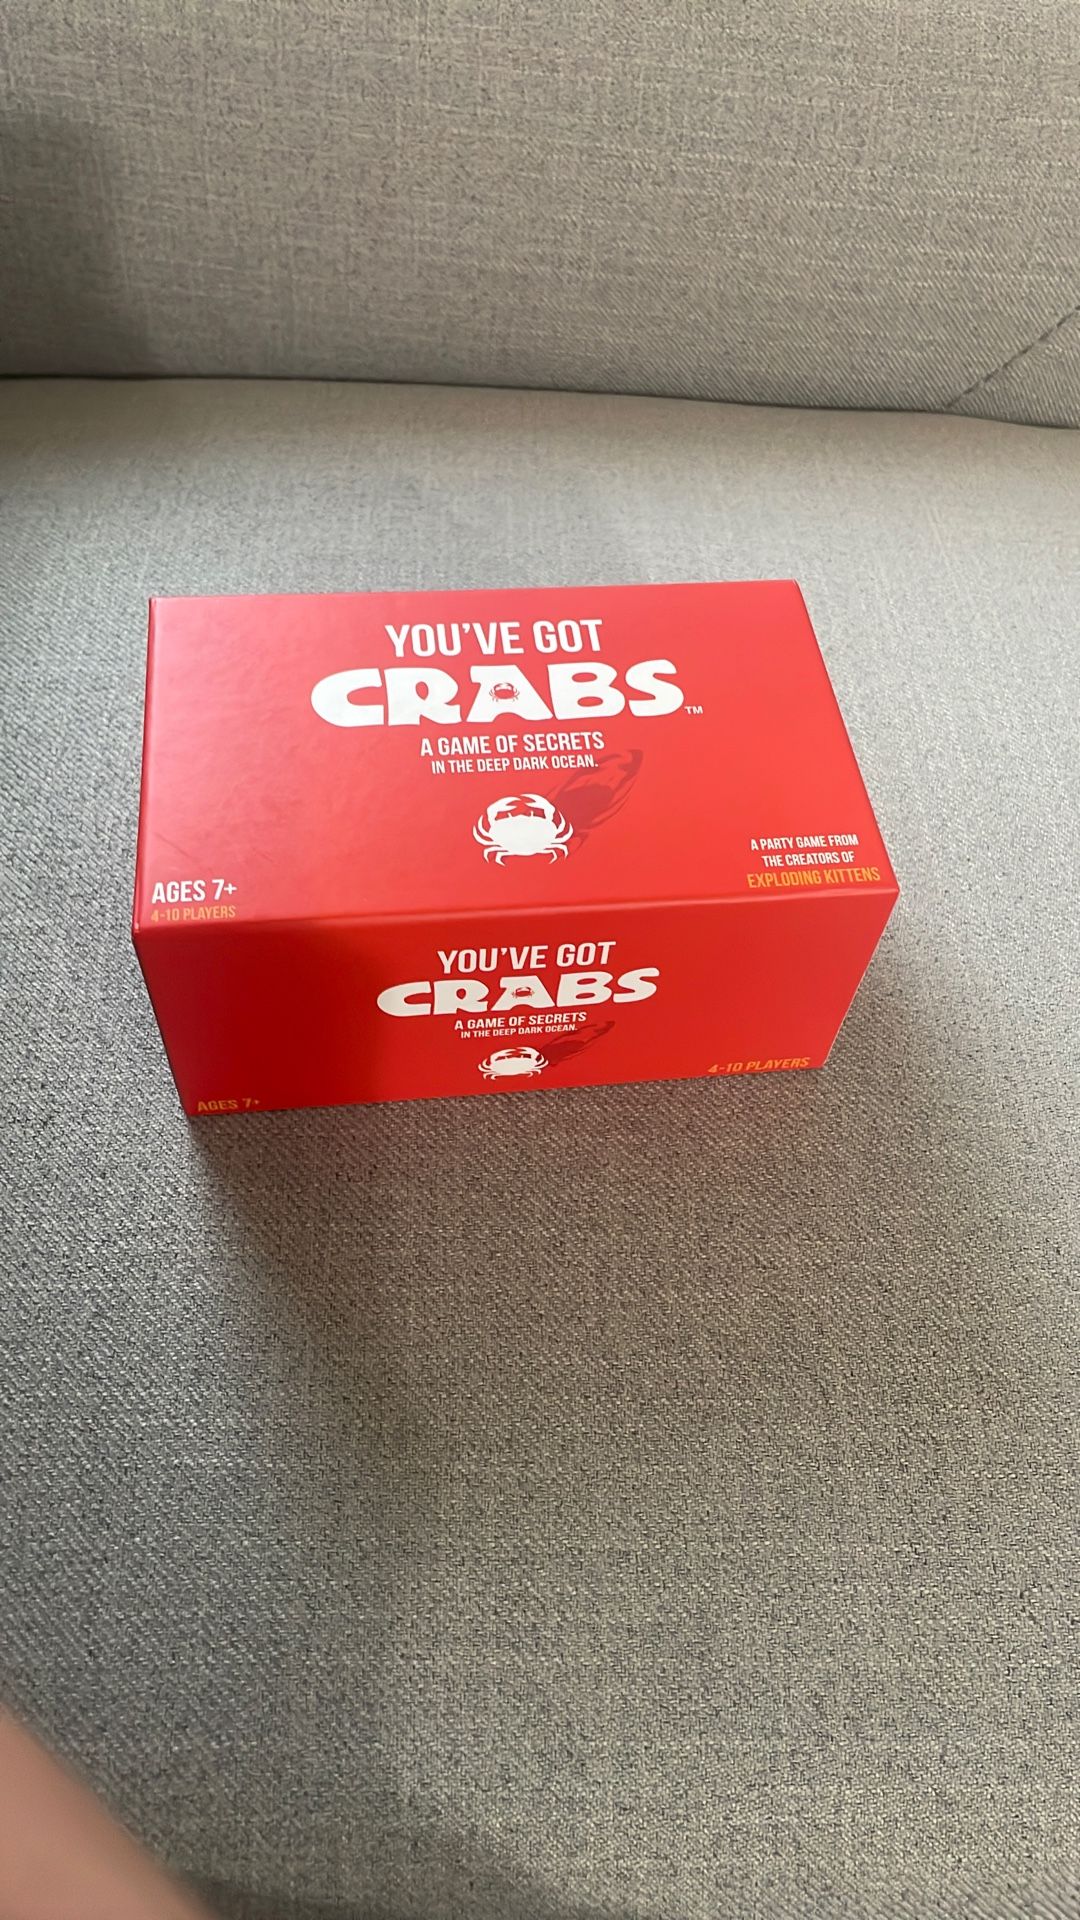 YOU'VE GOT
CRABS™
A GAME OF SECRETS
IN THE DEEP DARK OCEAN.
A PARTY GAME FROM
THE CREATORS OF
EXPLODING KITTENS
AGES 7+
4-10 PLAYERS
YOU'VE GOT
CRABS
A GAME OF SECRETS
IN THE DEEP DARK OCEAN.
4-10 PLAYERS
AGES 7+